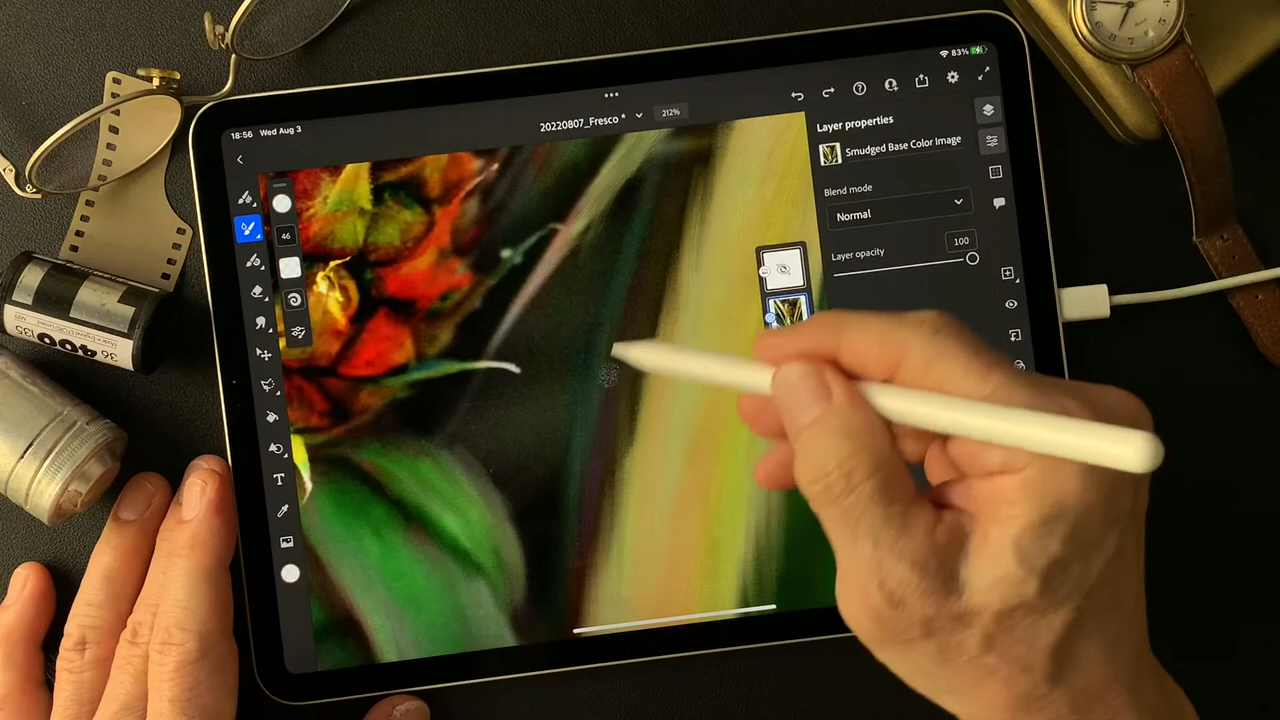 18:56 Wed Aug 3
83%
20220807_Fresco *
212%
Layer properties
Smudged Base Color Image
Blend mode
Normal
Layer opacity
100
46
T
36
400
135